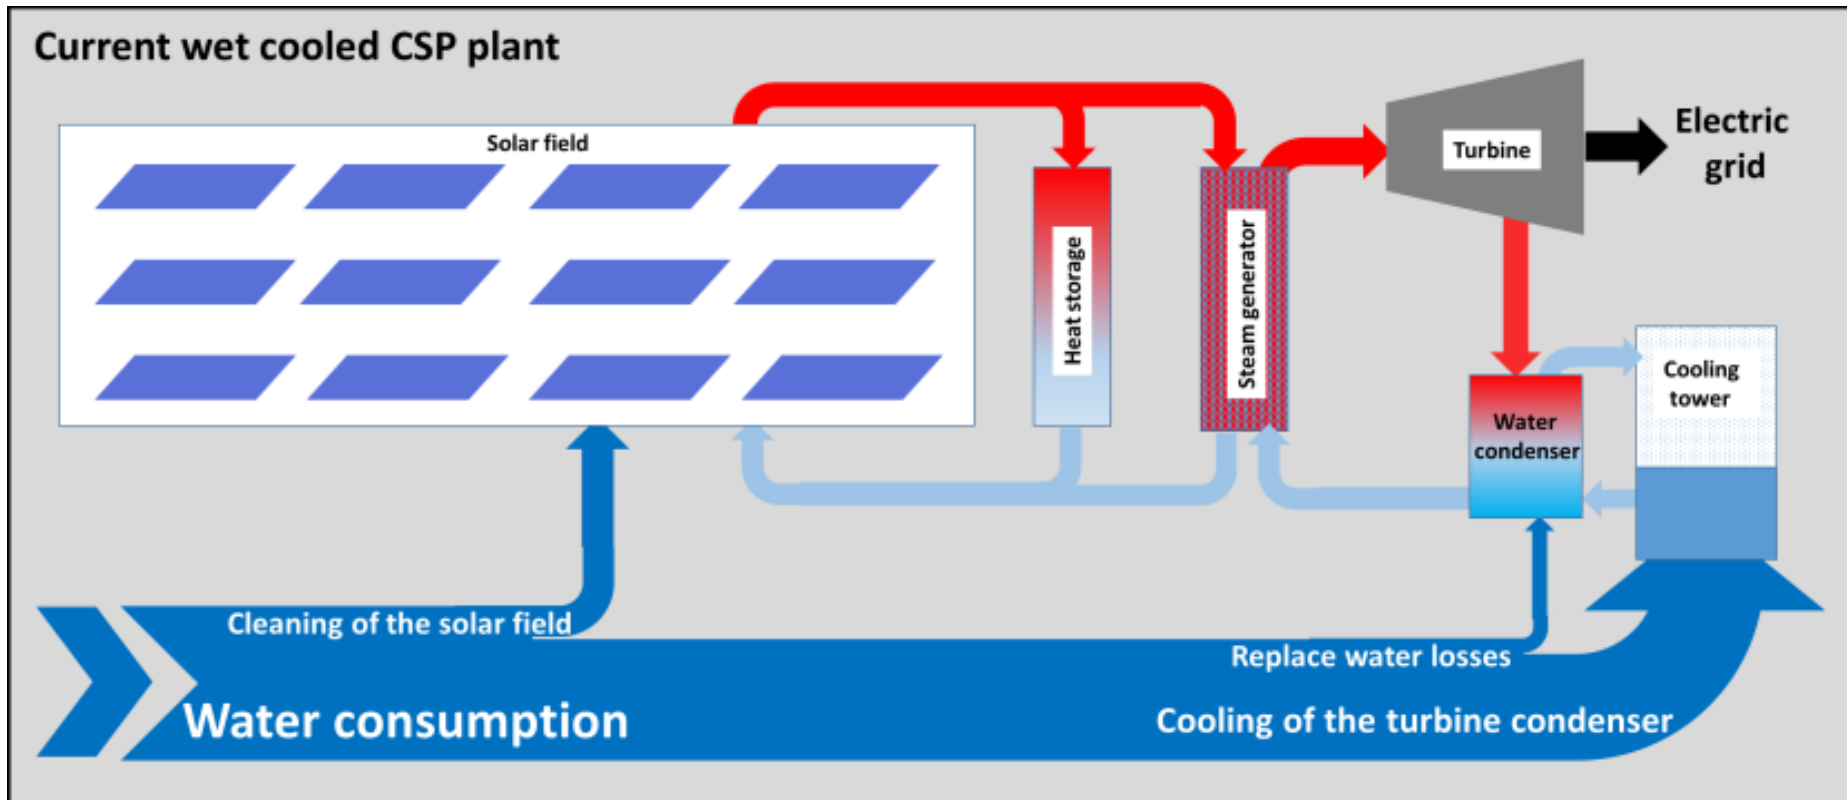 Current wet cooled CSP plant
Solar field
Heat storage
Steam generator
Turbine
Electric
grid
Water
condenser
Cooling
tower
Cleaning of the solar field
Replace water losses
Water consumption
Cooling of the turbine condenser